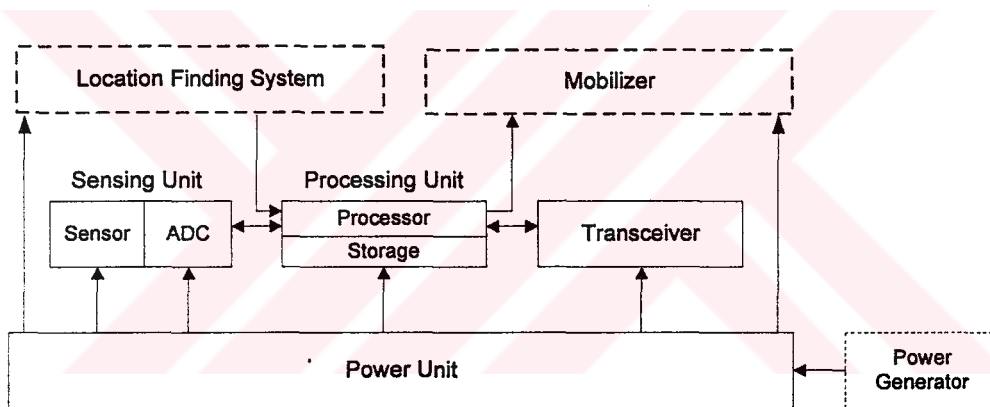 Location Finding System
Mobilizer
Sensing Unit
Processing Unit
Sensor
ADC
Processor
Storage
Transceiver
Power Unit
Power
Generator